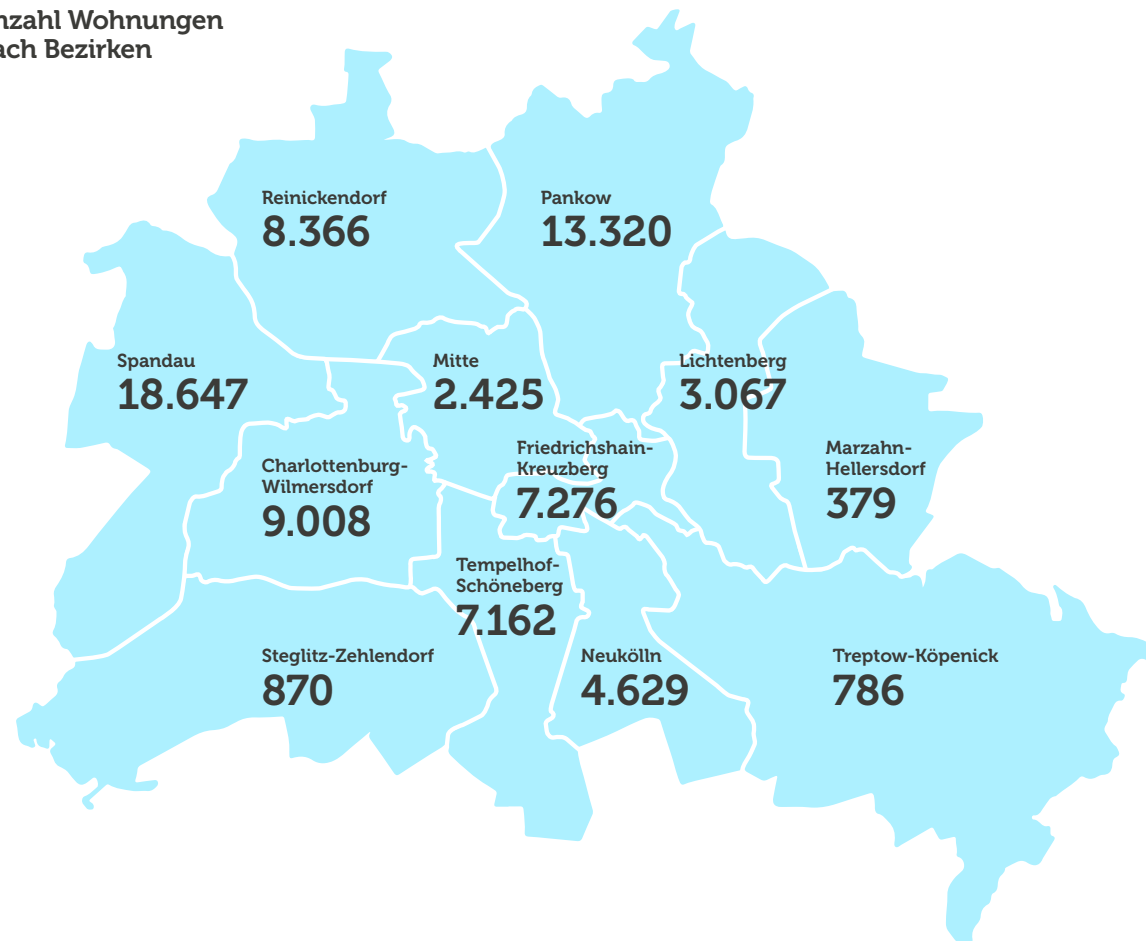 nzahl Wohnungen
ach Bezirken
Reinickendorf
8.366
Pankow
13.320
Spandau
18.647
Mitte
2.425
Lichtenberg
3.067
Charlottenburg-
Wilmersdorf
9.008
Friedrichshain-
Kreuzberg
7.276
Marzahn-
Hellersdorf
379
Tempelhof-
Schöneberg
7.162
Steglitz-Zehlendorf
870
Neukölln
4.629
Treptow-Köpenick
786